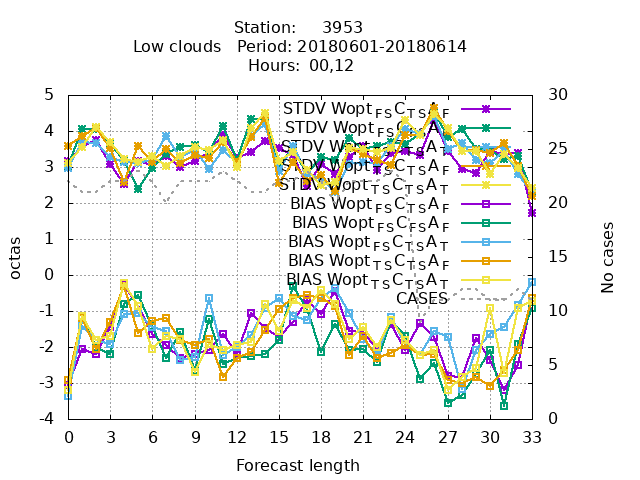 Station: 3953
Low clouds Period: 20180601-20180614
Hours: 00,12
5
4
3
2
1
0
-1
-2
-3
-4
octas
30
25
20
15
10
5
0
No cases
STDV Wopt FS C TS A F
STDV Wopt FS C FS A
STDV Wopt FS C TS A T
STDV Wopt TS C FS A F
STDV Wopt TS C TS A T
BIAS Wopt FS C TS A F
BIAS Wopt FS C FS A F
BIAS Wopt FS C TS A T
BIAS Wopt TS C TS A F
BIAS Wopt TS C TS A T
CASES
0 3 6 9 12 15 18 21 24 27 30 33
Forecast length